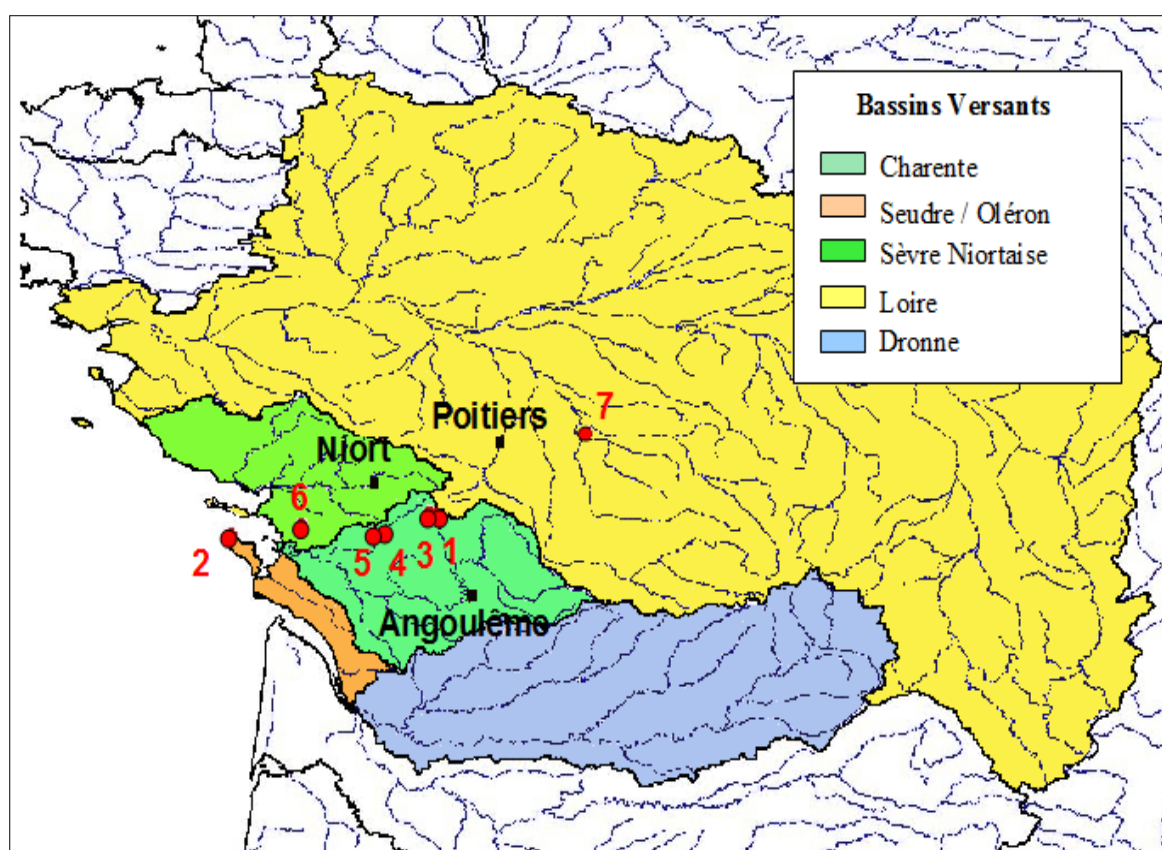 Bassins Versants
Charente
Seudre / Oléron
Sèvre Niortaise
Loire
Dronne
Poitiers
7
Niort
6
2
5
4
3
1
Angoulême